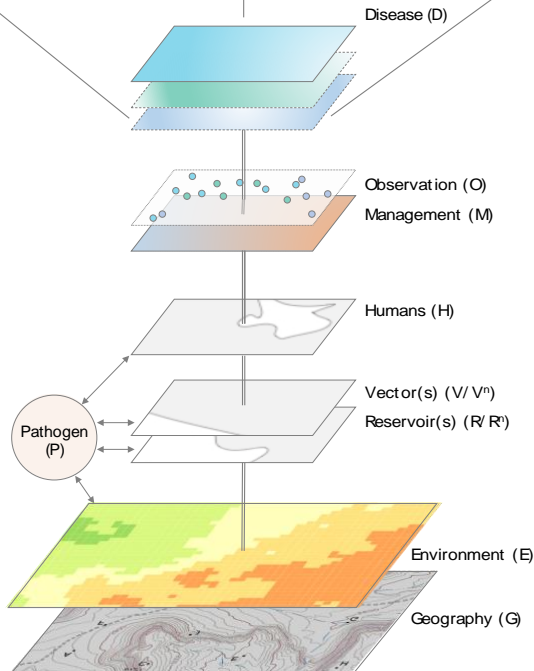 Disease (D)
Observation (O)
Management (M)
Humans (H)
Vector(s) (V/Vⁿ)
Reservoir(s) (R/Rⁿ)
Pathogen
(P)
Environment (E)
Geography (G)